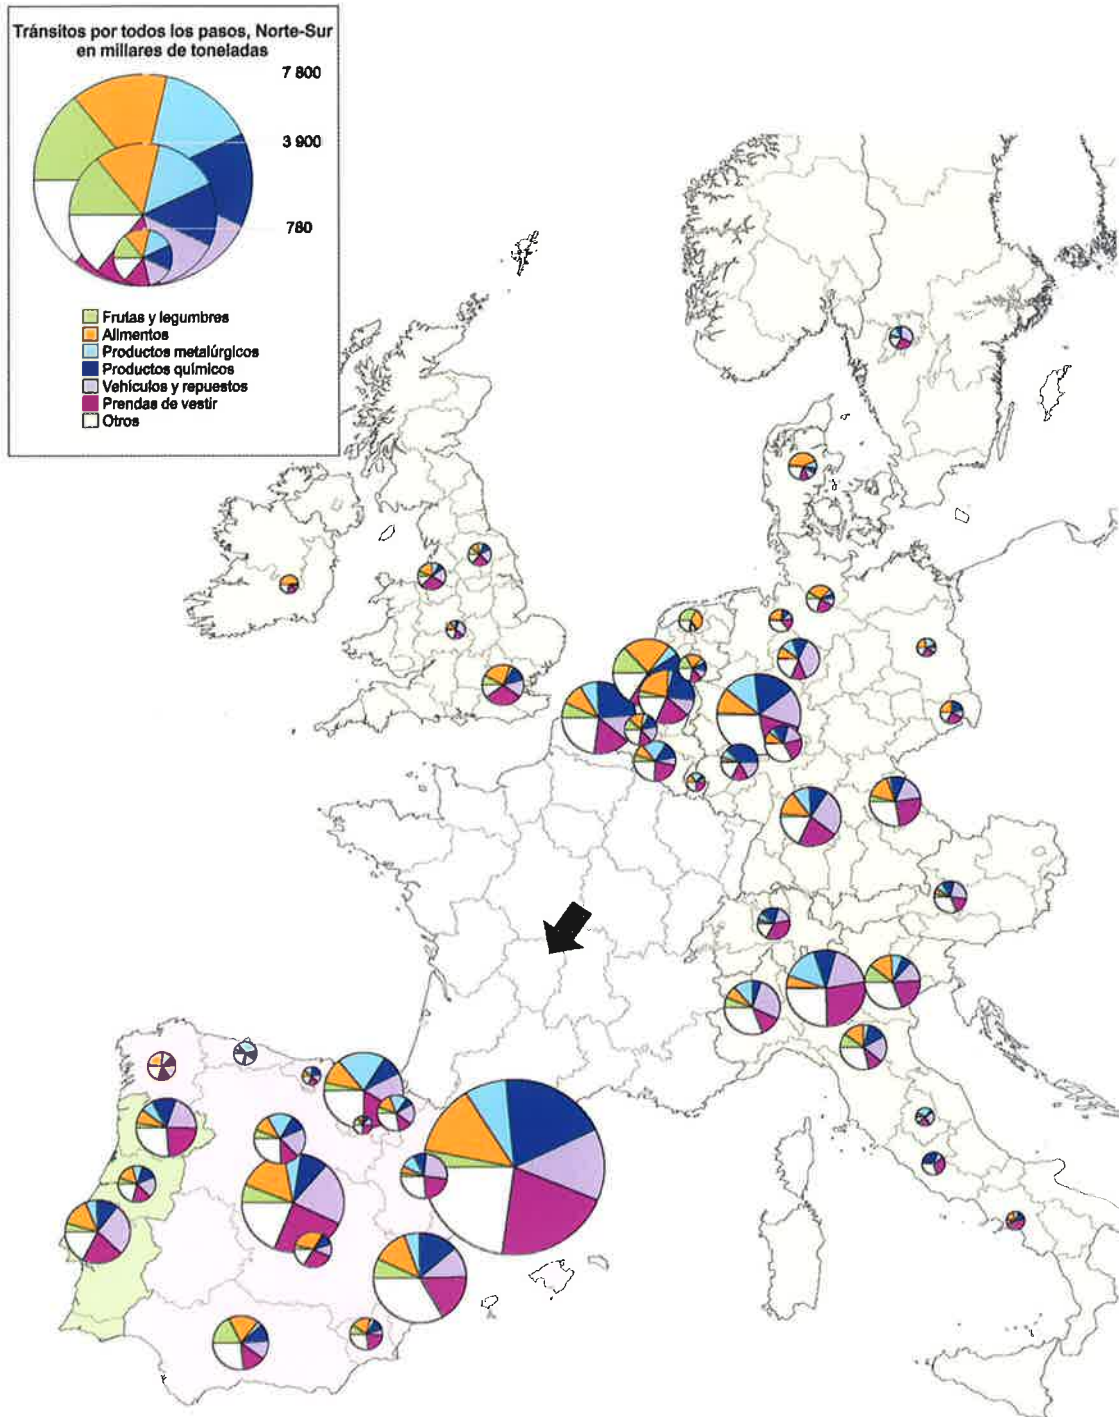 Tránsitos por todos los pasos, Norte-Sur
en millares de toneladas
7 800
3 900
780
Frutas y legumbres
Alimentos
Productos metalúrgicos
Productos químicos
Vehículos y repuestos
Prendas de vestir
Otros